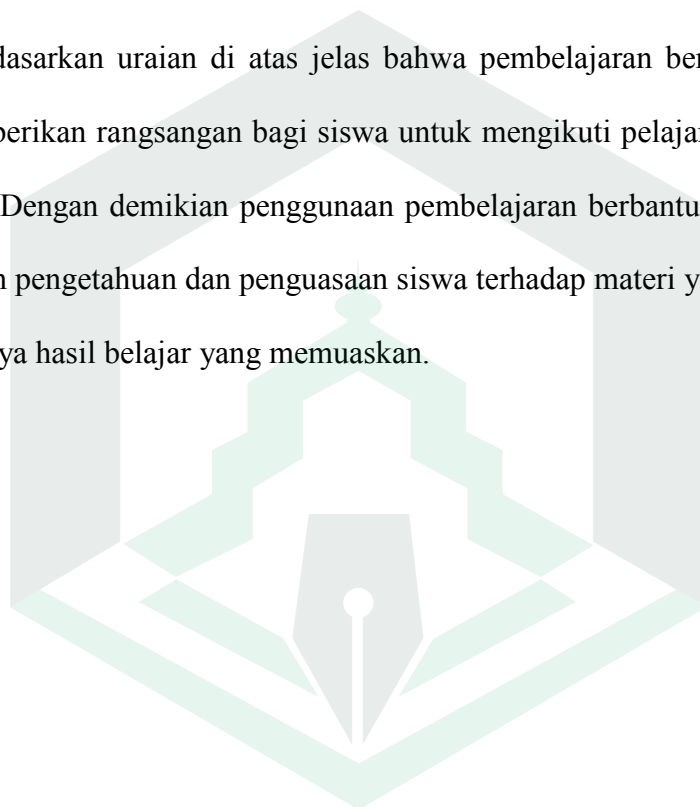 dasarkan uraian di atas jelas bahwa pembelajaran ber
berikan rangsangan bagi siswa untuk mengikuti pelajar
Dengan demikian penggunaan pembelajaran berbantu
n pengetahuan dan penguasaan siswa terhadap materi y
ya hasil belajar yang memuaskan.